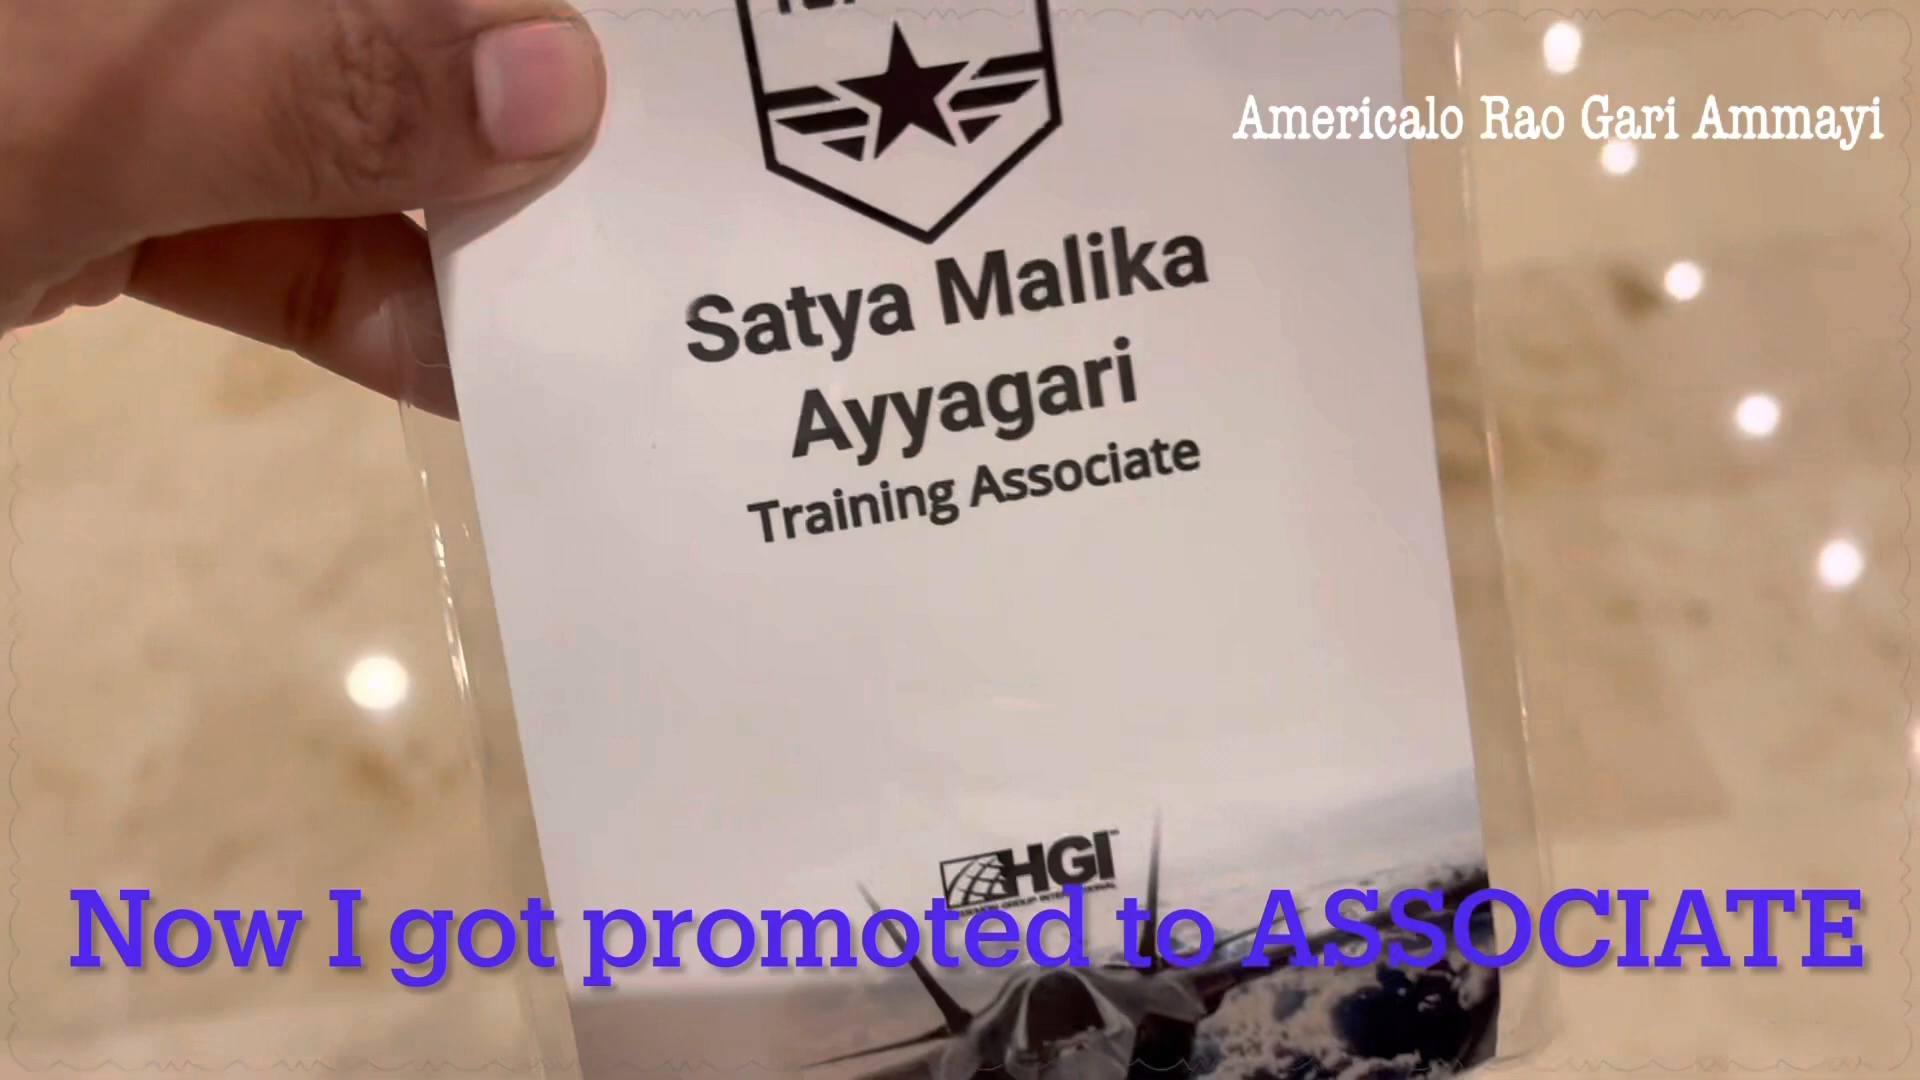 Americalo Rao Gari Ammayi
Satya Malika
Ayyagari
Training Associate
HGI
Now I got promoted to ASSOCIATE